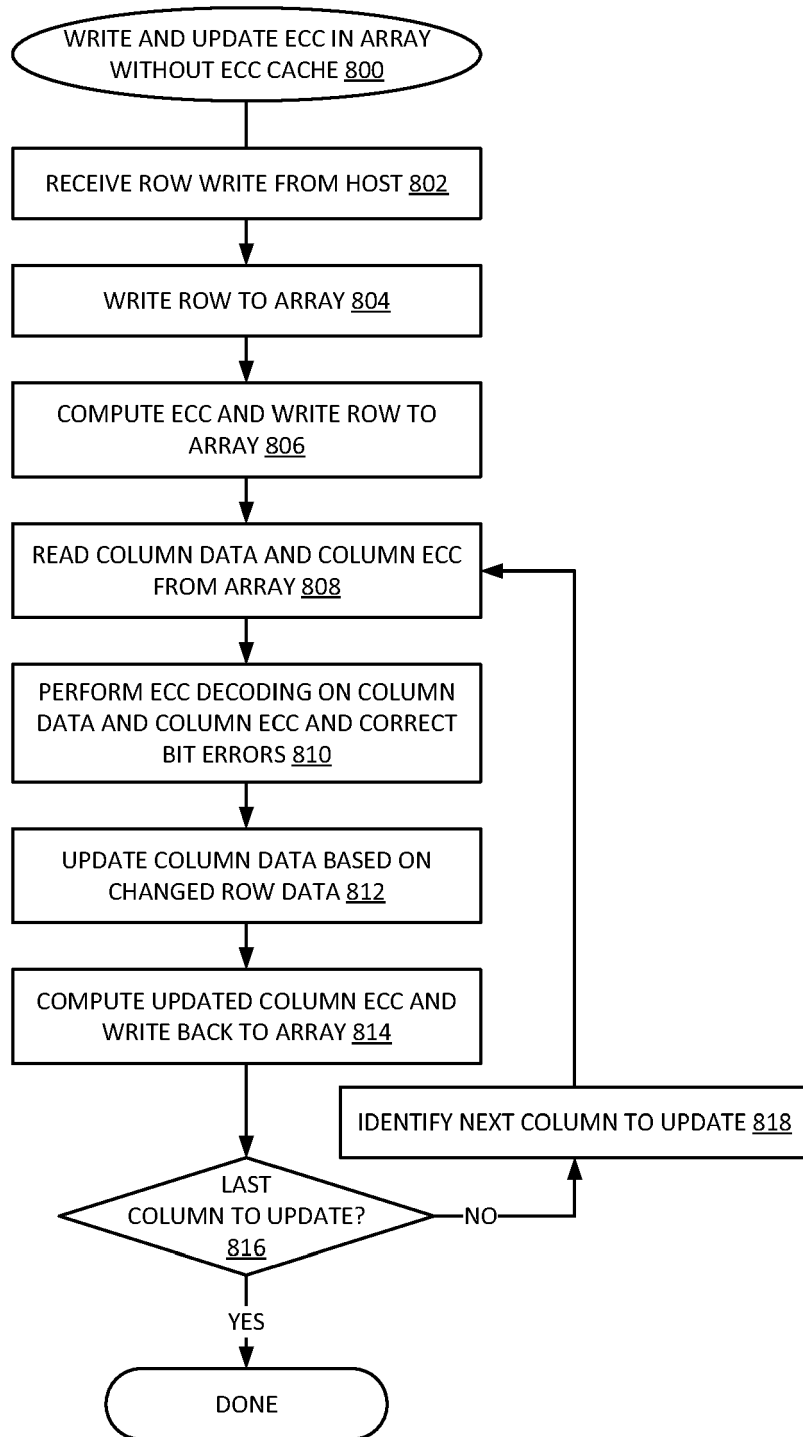 WRITE AND UPDATE ECC IN ARRAY
WITHOUT ECC CACHE 800
RECEIVE ROW WRITE FROM HOST 802
WRITE ROW TO ARRAY 804
COMPUTE ECC AND WRITE ROW TO
ARRAY 806
READ COLUMN DATA AND COLUMN ECC
FROM ARRAY 808
PERFORM ECC DECODING ON COLUMN
DATA AND COLUMN ECC AND CORRECT
BIT ERRORS 810
UPDATE COLUMN DATA BASED ON
CHANGED ROW DATA 812
COMPUTE UPDATED COLUMN ECC AND
WRITE BACK TO ARRAY 814
IDENTIFY NEXT COLUMN TO UPDATE 818
LAST
COLUMN TO UPDATE?
816
NO
YES
DONE